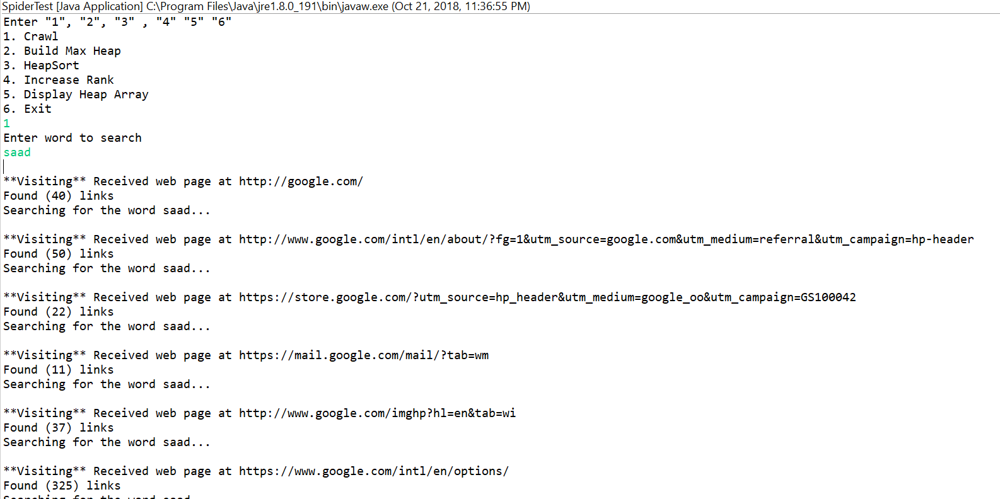 SpiderTest [Java Application] C:\Program Files\Java\jre1.8.0_191\bin\javaw.exe (Oct 21, 2018, 11:36:55 PM)
Enter "1", "2", "3" , "4" "5" "6"
1. Crawl
2. Build Max Heap
3. HeapSort
4. Increase Rank
5. Display Heap Array
6. Exit
1
Enter word to search
saad
**Visiting** Received web page at http://google.com/
Found (40) links
Searching for the word saad...
**Visiting** Received web page at http://www.google.com/intl/en/about/?fg=1&utm_source=google.com&utm_medium=referral&utm_campaign=hp-header
Found (50) links
Searching for the word saad...
**Visiting** Received web page at https://store.google.com/?utm_source=hp_header&utm_medium=google_oo&utm_campaign=GS100042
Found (22) links
Searching for the word saad...
**Visiting** Received web page at https://mail.google.com/mail/?tab=wm
Found (11) links
Searching for the word saad...
**Visiting** Received web page at http://www.google.com/imghp?hl=en&tab=wi
Found (37) links
Searching for the word saad...
**Visiting** Received web page at https://www.google.com/intl/en/options/
Found (325) links
Searching for the word saad